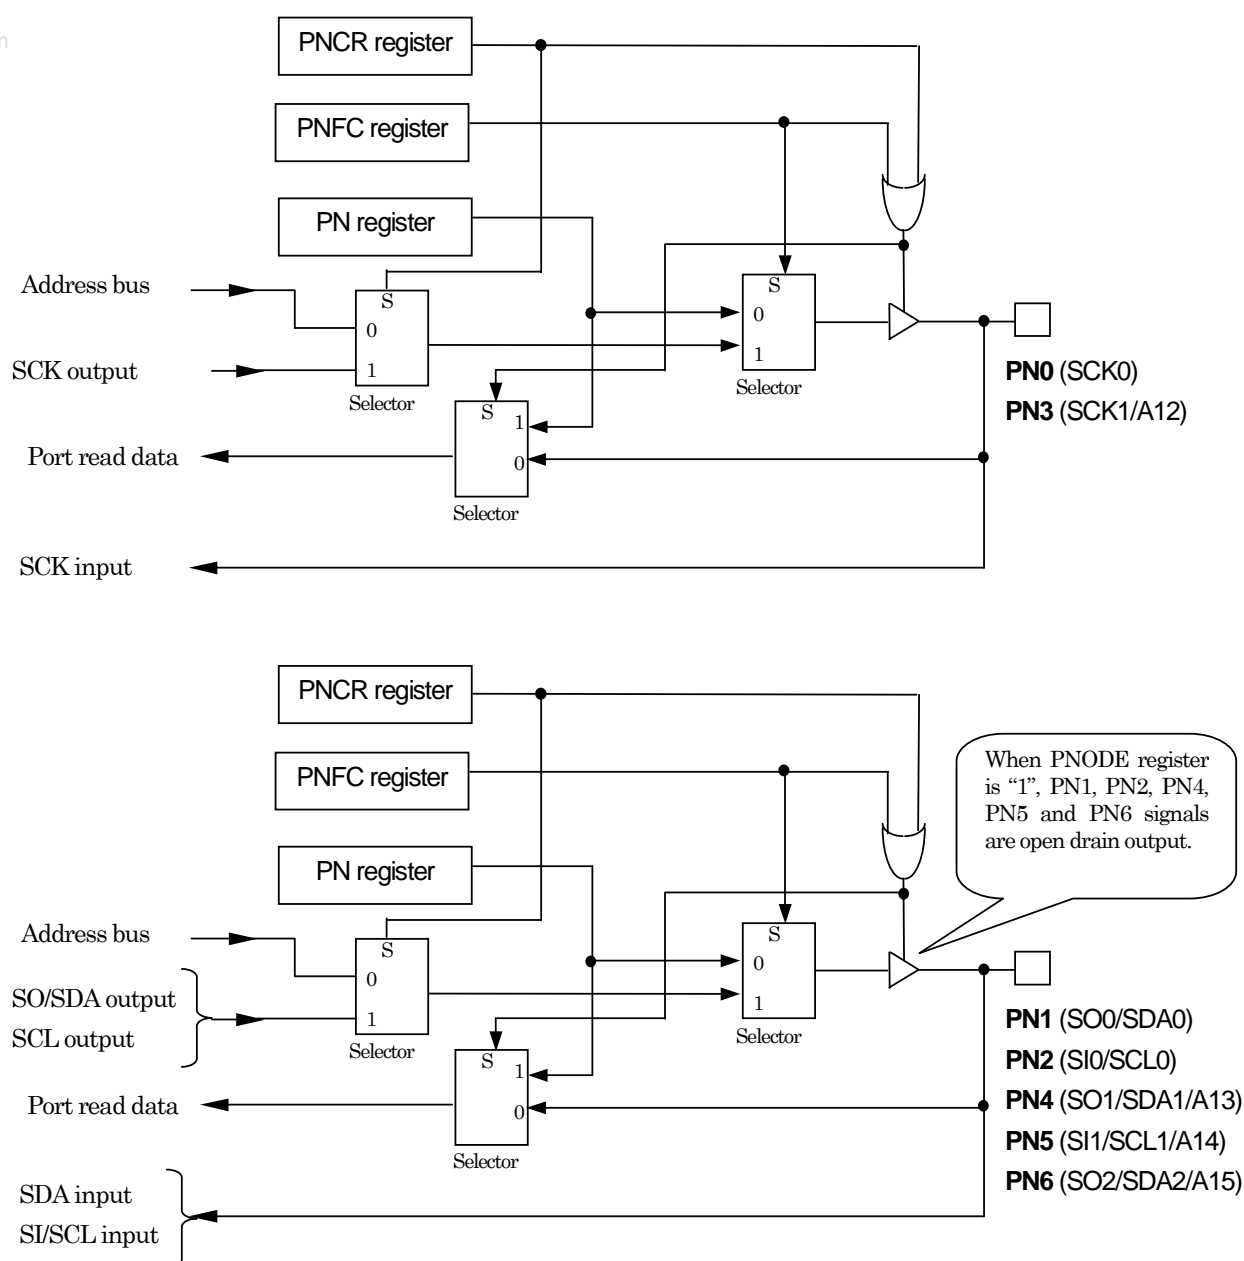 m
PNCR register
PNFC register
PN register
Address bus
S
0
1
Selector
SCK output
S
0
1
Selector
S
1
0
Selector
Port read data
SCK input
PN0 (SCK0)
PN3 (SCK1/A12)
PNCR register
PNFC register
PN register
When PNODE register
is “1”, PN1, PN2, PN4,
PN5 and PN6 signals
are open drain output.
Address bus
S
0
1
Selector
SO/SDA output
SCL output
S
0
1
Selector
S
1
0
Selector
Port read data
SDA input
SI/SCL input
PN1 (SO0/SDA0)
PN2 (SI0/SCL0)
PN4 (SO1/SDA1/A13)
PN5 (SI1/SCL1/A14)
PN6 (SO2/SDA2/A15)